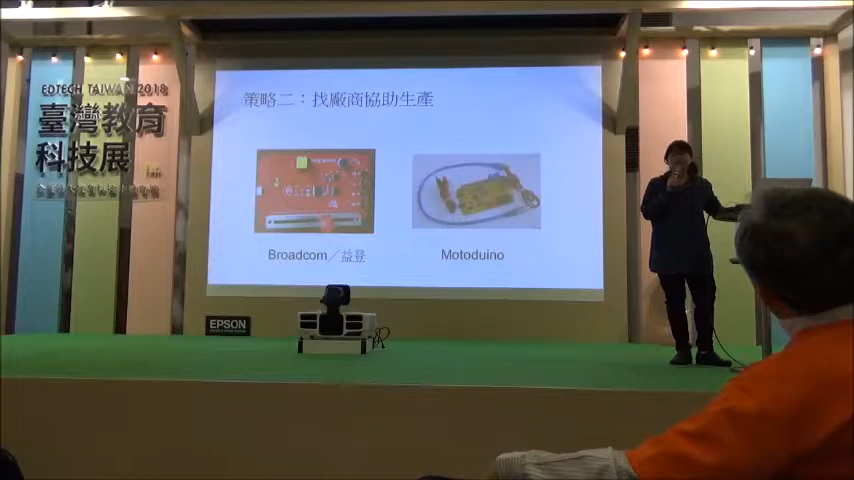 EDTECH TAIWAN 2018
臺灣教育
科技展
策略二：找廠商協助生產
Broadcom／益登
Motoduino
EPSON